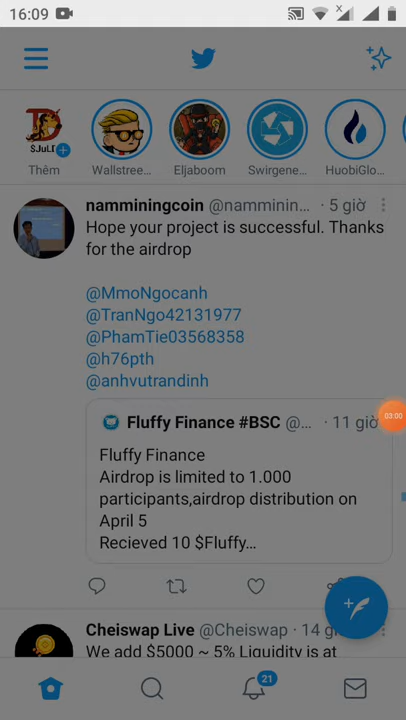 16:09
Thêm
Wallstree...
Eljaboom
Swirgene...
HuobiGlo...
namminingcoin @namminin... · 5 giờ
Hope your project is successful. Thanks
for the airdrop
@MmoNgocanh
@TranNgo42131977
@PhamTie03568358
@h76pth
@anhvutrandinh
03:00
Fluffy Finance #BSC @... · 11 giờ
Fluffy Finance
Airdrop is limited to 1.000
participants,airdrop distribution on
April 5
Recieved 10 $Fluffy...
Cheiswap Live @Cheiswap · 14 g
We add $5000 ~ 5% Liquidity is at
21